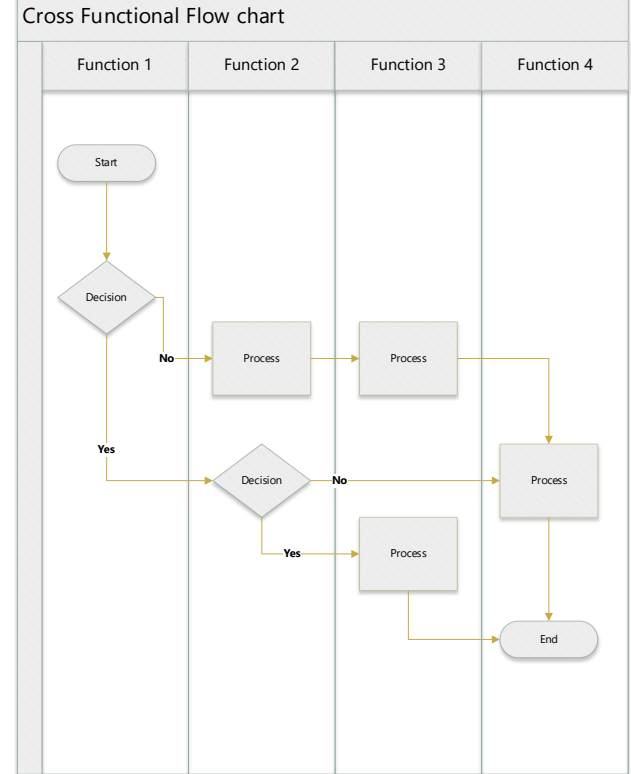 Cross Functional Flow chart
Function 1
Function 2
Function 3
Function 4
Start
Decision
No
Process
Process
Yes
Decision
No
Process
Yes
Process
End